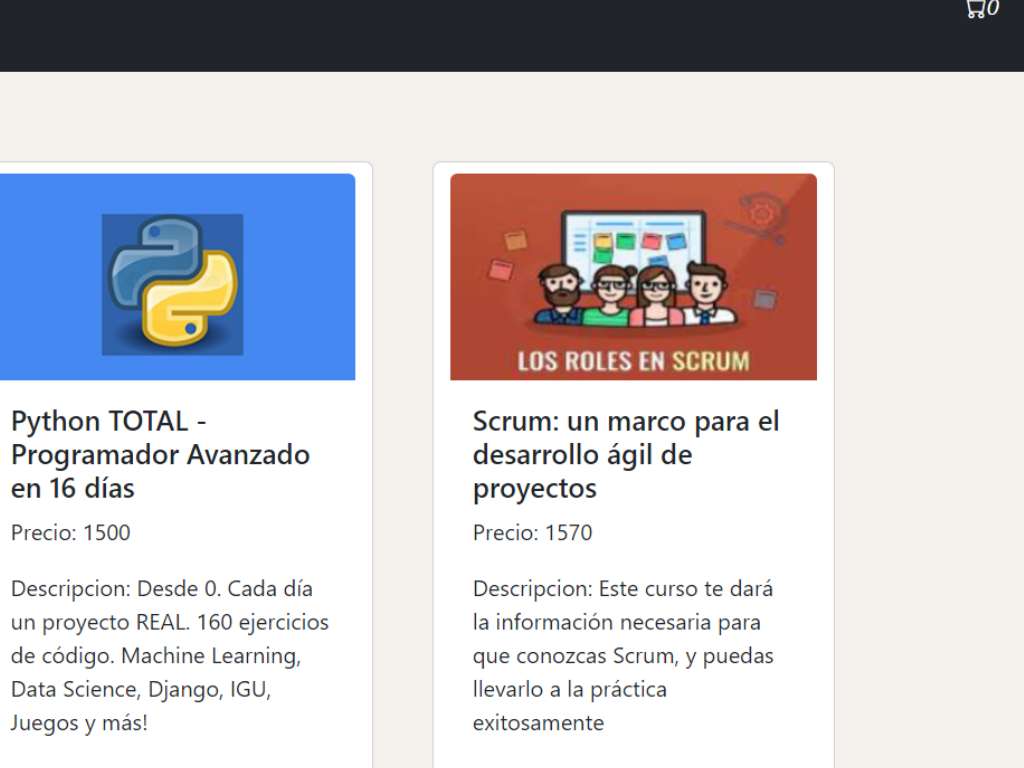 0
LOS ROLES EN SCRUM
Python TOTAL -
Programador Avanzado
en 16 días
Precio: 1500
Descripcion: Desde 0. Cada día
un proyecto REAL. 160 ejercicios
de código. Machine Learning,
Data Science, Django, IGU,
Juegos y más!
Scrum: un marco para el
desarrollo ágil de
proyectos
Precio: 1570
Descripcion: Este curso te dará
la información necesaria para
que conozcas Scrum, y puedas
llevarlo a la práctica
exitosamente